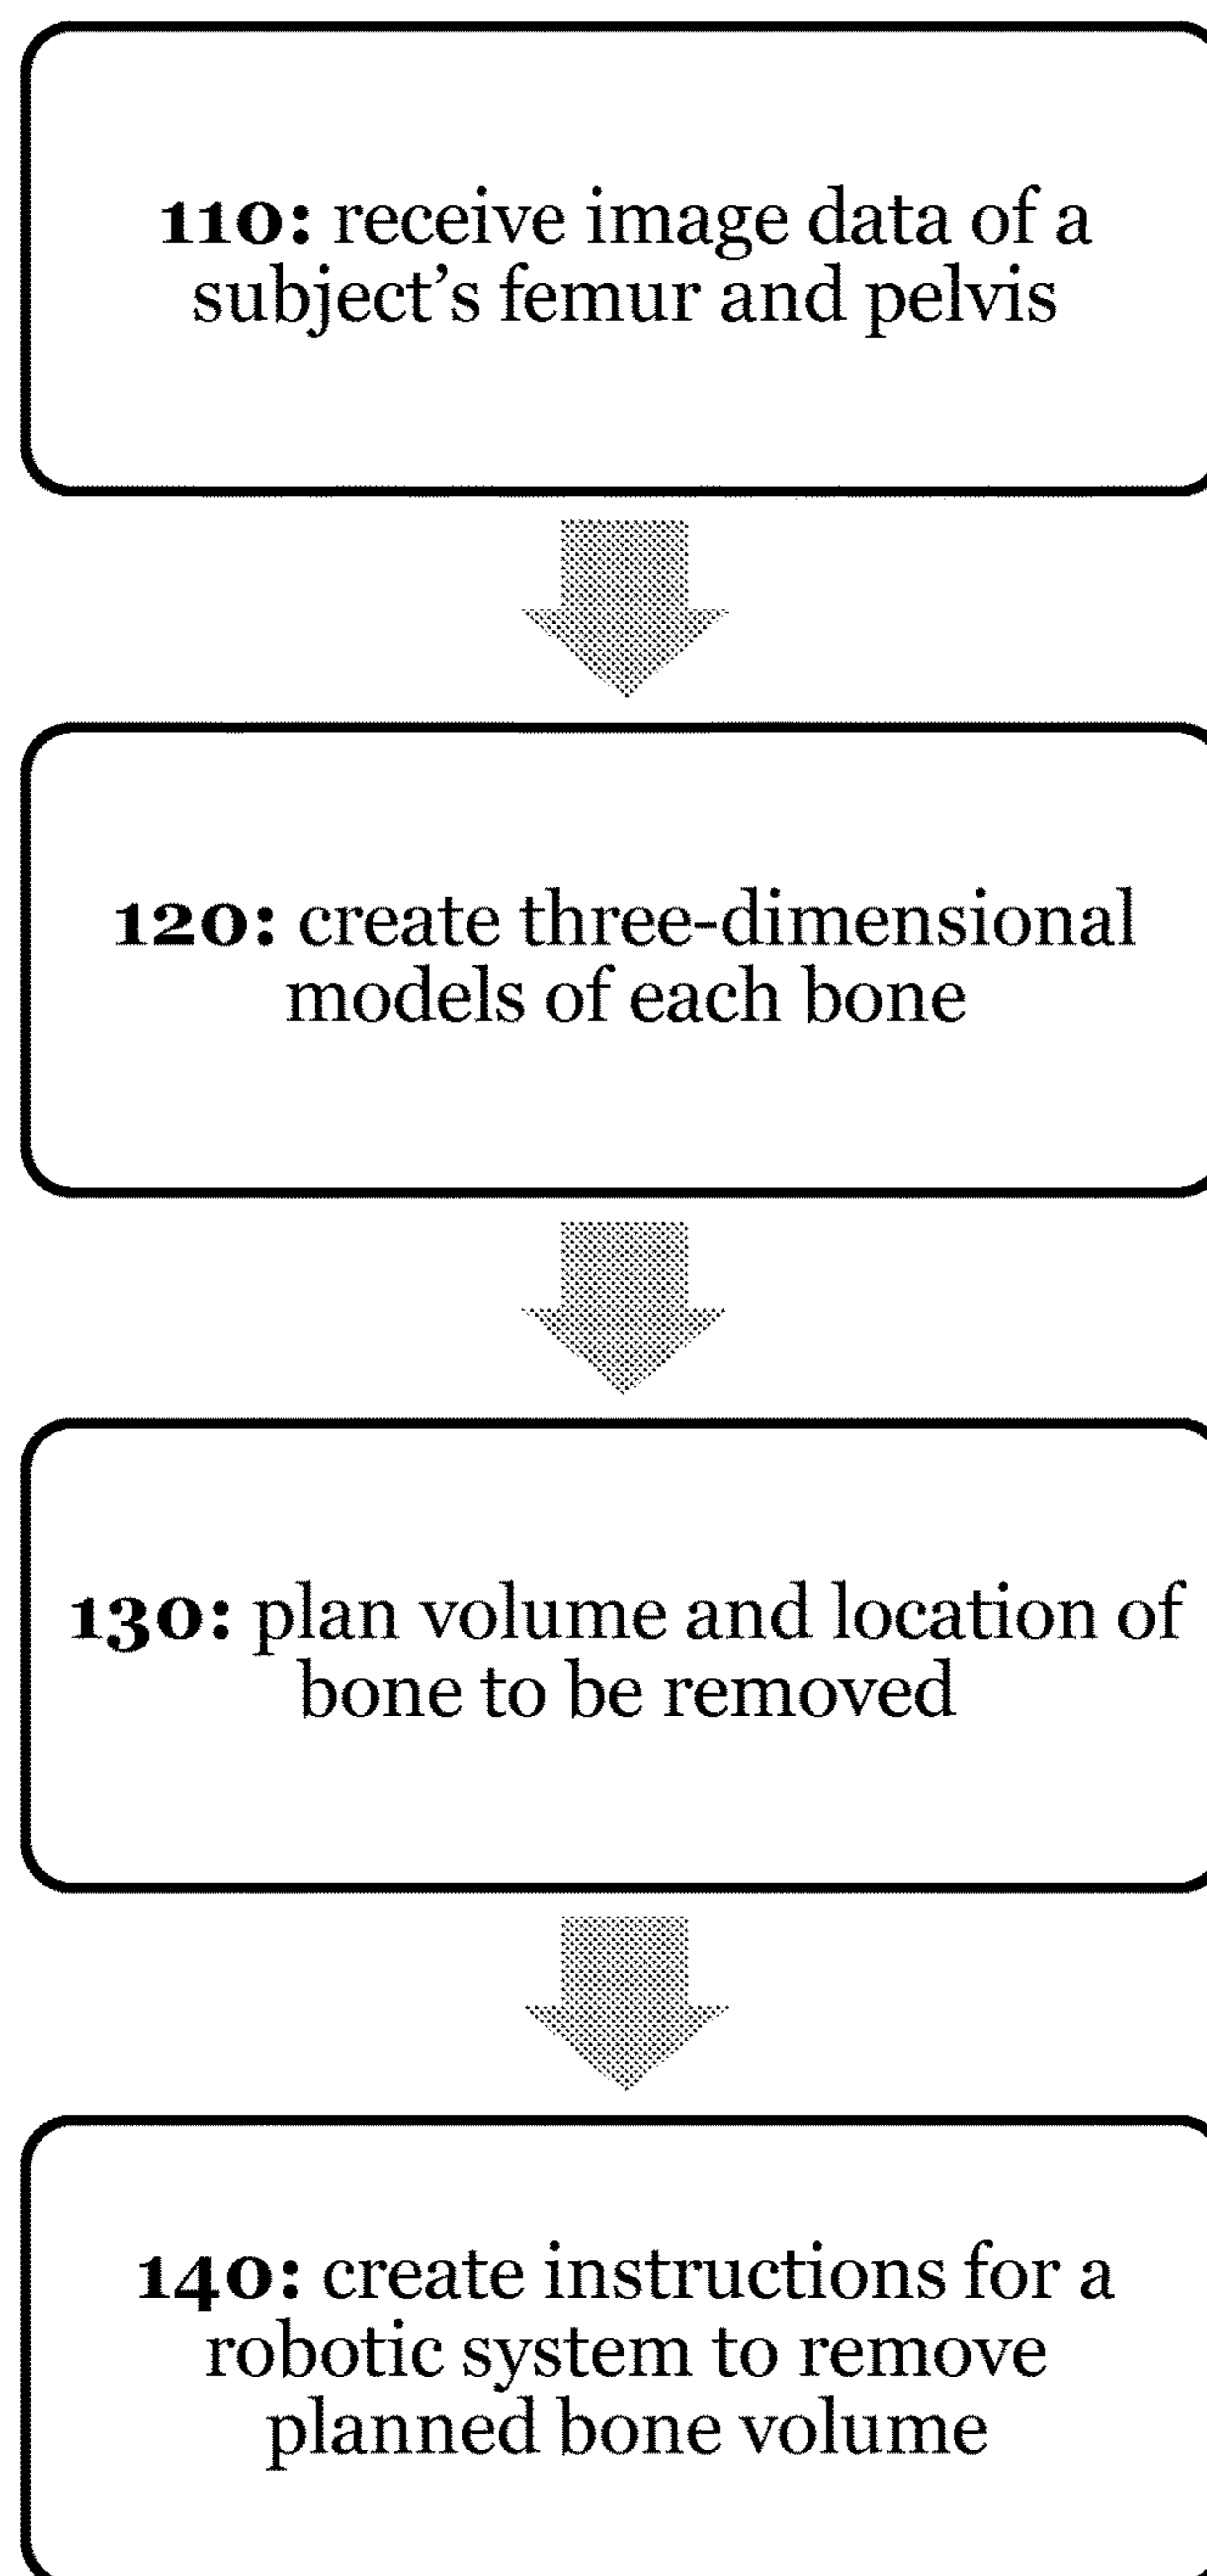 110: receive image data of a
subject’s femur and pelvis
120: create three-dimensional
models of each bone
130: plan volume and location of
bone to be removed
140: create instructions for a
robotic system to remove
planned bone volume